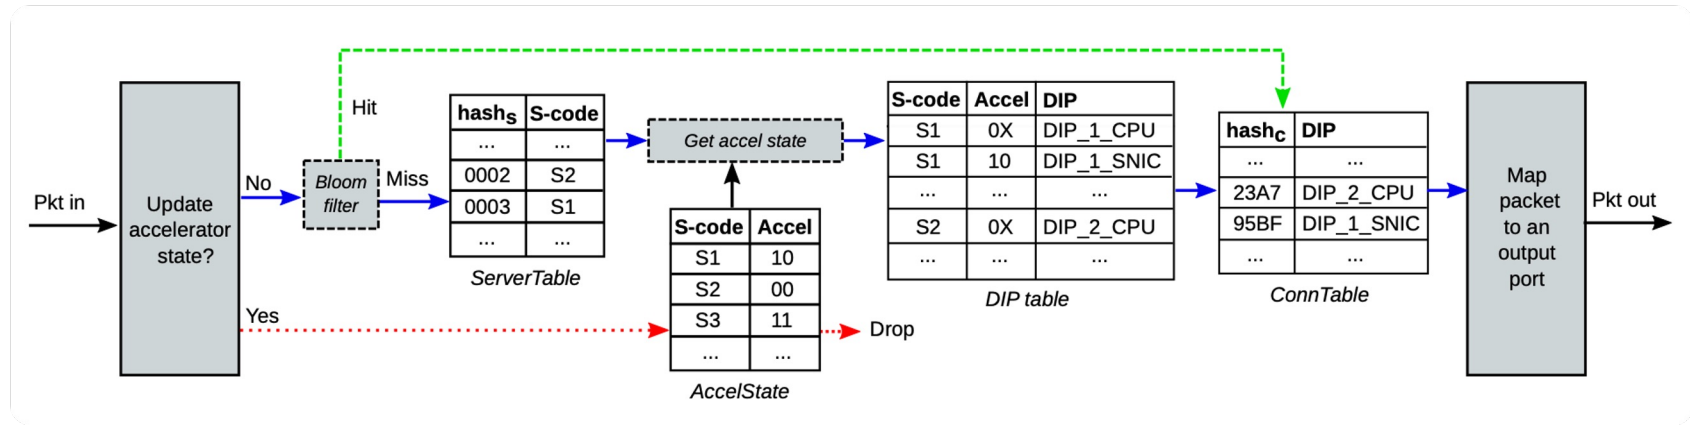 Pkt in
Update
accelerator
state?
No
Yes
Hit
Bloom
filter
Miss
hashS S-code
... ...
0002 S2
0003 S1
... ...
ServerTable
Get accel state
S-code Accel
S1 10
S2 00
S3 11
... ...
AccelState
Drop
S-code Accel DIP
S1 0X DIP_1_CPU
S1 10 DIP_1_SNIC
... ... ...
S2 0X DIP_2_CPU
... ... ...
DIP table
hashC DIP
... ...
23A7 DIP_2_CPU
95BF DIP_1_SNIC
... ...
ConnTable
Map
packet
to an
output
port
Pkt out